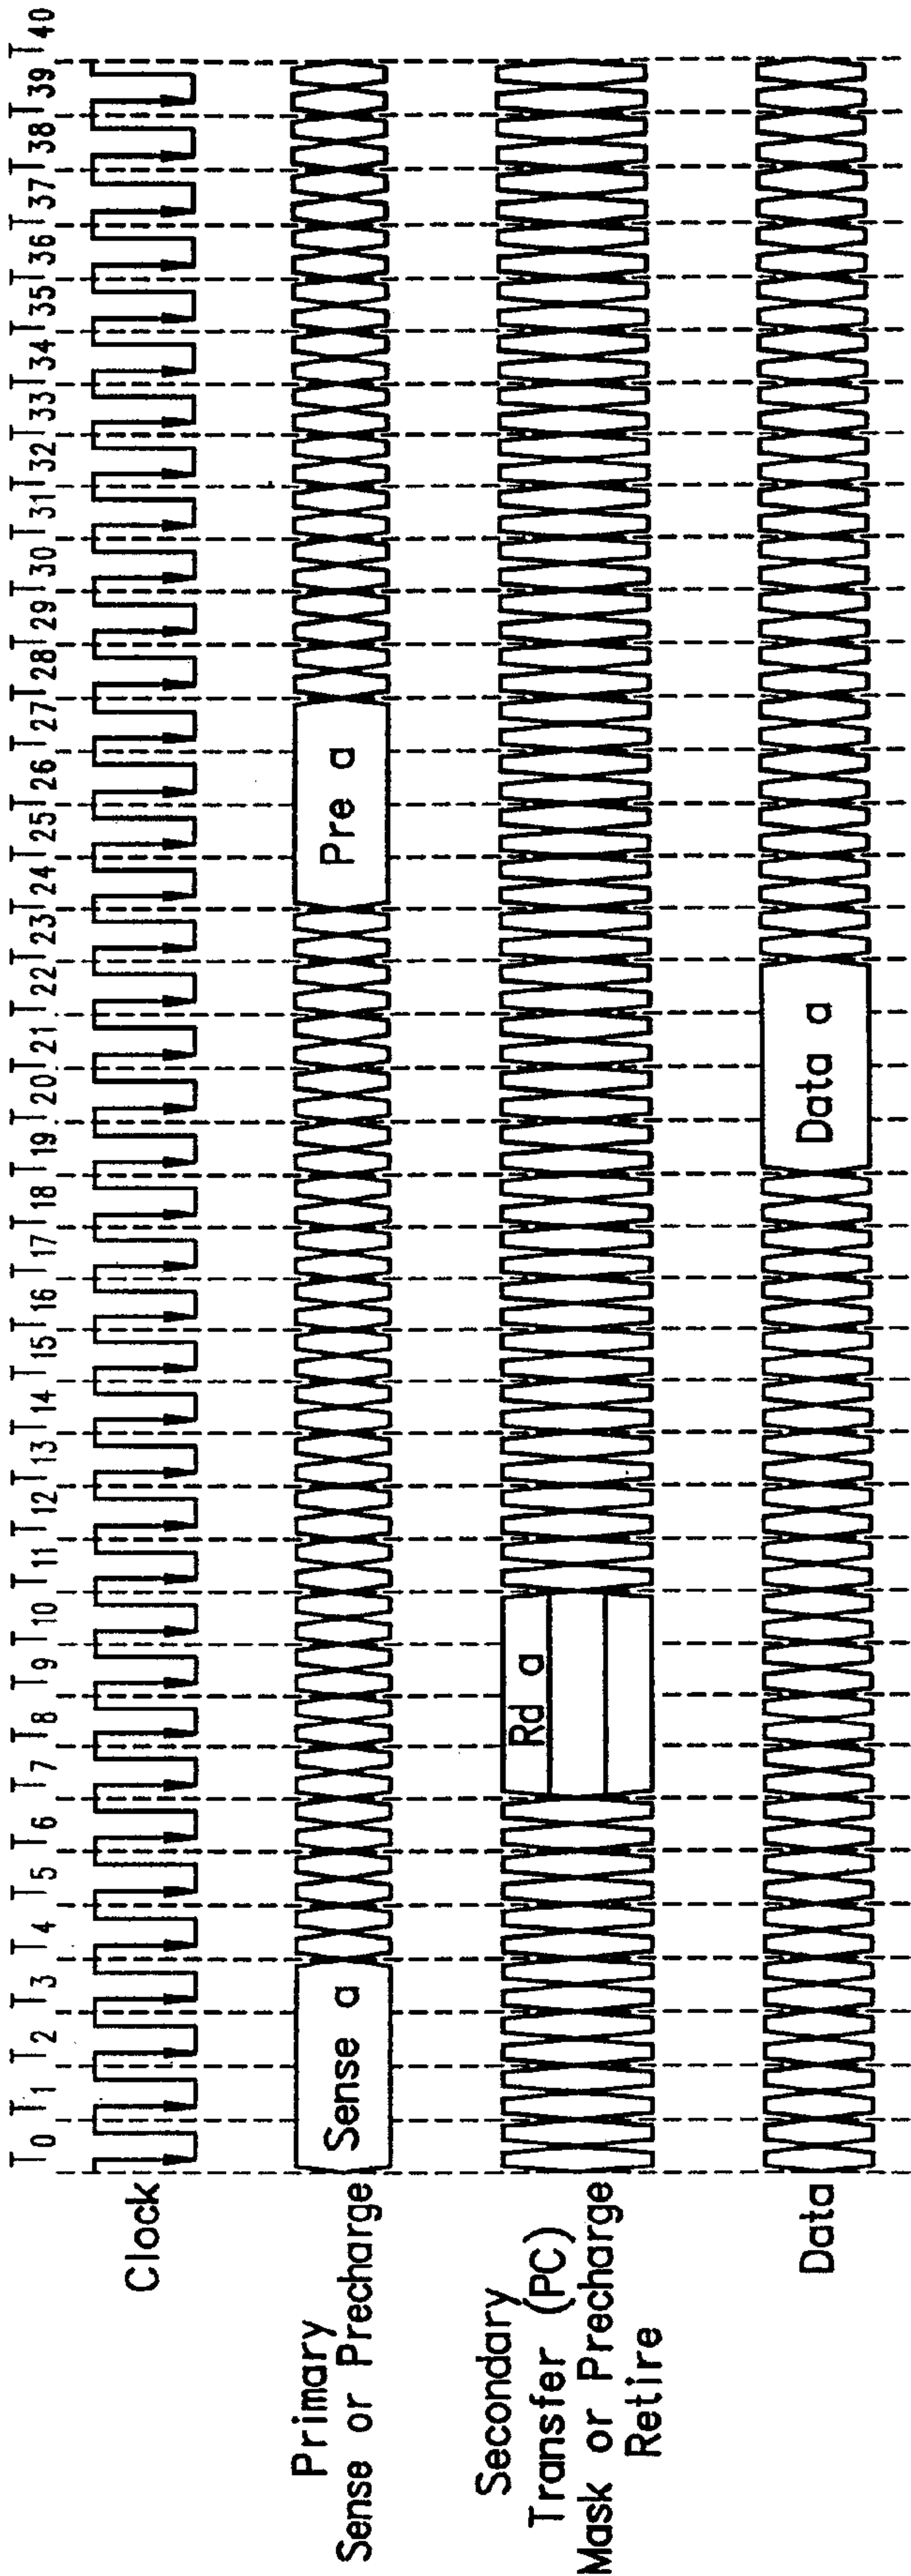 T0 T1 T2 T3 T4 T5 T6 T7 T8 T9 T10 T11 T12 T13 T14 T15 T16 T17 T18 T19 T20 T21 T22 T23 T24 T25 T26 T27 T28 T29 T30 T31 T32 T33 T34 T35 T36 T37 T38 T39 T40
Clock
Primary
Sense or Precharge
Sense a
Pre a
Secondary
Transfer (PC)
Mask or Precharge
Retire
Rd a
Data
Data a